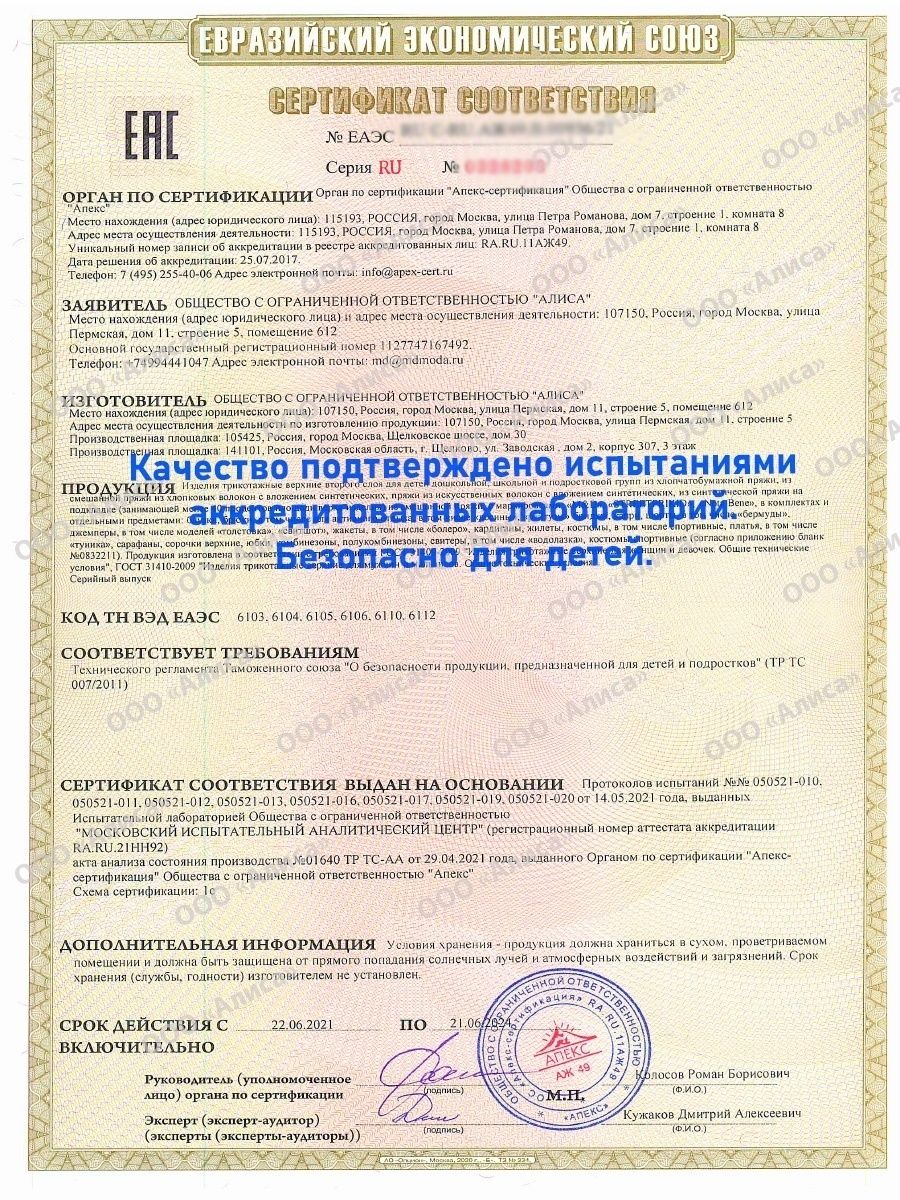 ЕВРАЗИЙСКИЙ ЭКОНОМИЧЕСКИЙ СОЮЗ
СЕРТИФИКАТ СООТВЕТСТВИЯ
ЕАС
№ ЕАЭС
Серия RU №
ОРГАН ПО СЕРТИФИКАЦИИ Орган по сертификации "Апекс-сертификация" Общества с ограниченной ответственностью
"Апекс"
Место нахождения (адрес юридического лица): 115193, РОССИЯ, город Москва, улица Петра Романова, дом 7, строение 1, комната 8
Адрес места осуществления деятельности: 115193, РОССИЯ, город Москва, улица Петра Романова, дом 7, строение 1, комната 8
Уникальный номер записи об аккредитации в реестре аккредитованных лиц: RA.RU.11АЖ49.
Дата решения об аккредитации: 25.07.2017.
Телефон: 7 (495) 255-40-06 Адрес электронной почты: info@apex-cert.ru
ЗАЯВИТЕЛЬ ОБЩЕСТВО С ОГРАНИЧЕННОЙ ОТВЕТСТВЕННОСТЬЮ "АЛИСА"
Место нахождения (адрес юридического лица) и адрес места осуществления деятельности: 107150, Россия, город Москва, улица
Пермская, дом 11, строение 5, помещение 612
Основной государственный регистрационный номер 1127747167492.
Телефон: +74994441047 Адрес электронной почты: md@mdmoda.ru
ИЗГОТОВИТЕЛЬ ОБЩЕСТВО С ОГРАНИЧЕННОЙ ОТВЕТСТВЕННОСТЬЮ "АЛИСА"
Место нахождения (адрес юридического лица): 107150, Россия, город Москва, улица Пермская, дом 11, строение 5, помещение 612
Адрес места осуществления деятельности по изготовлению продукции: 107150, Россия, город Москва, улица Пермская, дом 11, строение 5
Производственная площадка: 105425, Россия, город Москва, Щелковское шоссе, дом 30
Производственная площадка: 141101, Россия, Московская область, г. Щелково, ул. Заводская, дом 2, корпус 307, 3 этаж
Качество подтверждено испытаниями
аккредитованных лабораторий.
Безопасно для детей.
ПРОДУКЦИЯ Изделия трикотажные верхние второго слоя для детей дошкольной, школьной и подростковой групп из хлопчатобумажной пряжи, из
смешанной пряжи из хлопковых волокон с вложением синтетических, пряжи из искусственных волокон с вложением синтетических, из синтетической пряжи на
подкладке (занимающей Bene», в комплектах и
отдельными предметами: «бермуды»,
джемперы, в том числе моделей «толстовка» жакеты, в том числе «болеро», кардиганы, жилеты, костюмы, в том числе спортивные, платья, в том числе
«туника», сарафаны, сорочки верхние, комбинезоны, полукомбинезоны, свитеры, в том числе «водолазка», костюмы спортивные (согласно приложению бланк
№0832211). Продукция изготовлена в женщин и девочек. Общие технические
условия", ГОСТ 31410-2009 "Изделия трикотажные
Серийный выпуск
КОД ТН ВЭД ЕАЭС 6103, 6104, 6105, 6106, 6110, 6112
СООТВЕТСТВУЕТ ТРЕБОВАНИЯМ
Технического регламента Таможенного союза "О безопасности продукции, предназначенной для детей и подростков" (ТР ТС
007/2011)
СЕРТИФИКАТ СООТВЕТСТВИЯ ВЫДАН НА ОСНОВАНИИ Протоколов испытаний №№ 050521-010,
050521-011, 050521-012, 050521-013, 050521-016, 050521-017, 050521-019, 050521-020 от 14.05.2021 года, выданных
Испытательной лабораторией Общества с ограниченной ответственностью
"МОСКОВСКИЙ ИСПЫТАТЕЛЬНЫЙ АНАЛИТИЧЕСКИЙ ЦЕНТР" (регистрационный номер аттестата аккредитации
RA.RU.21НН92)
акта анализа состояния производства №01640 ТР ТС-АА от 29.04.2021 года, выданного Органом по сертификации "Апекс-
сертификация" Общества с ограниченной ответственностью "Апекс"
Схема сертификации: 1с
ДОПОЛНИТЕЛЬНАЯ ИНФОРМАЦИЯ Условия хранения - продукция должна храниться в сухом, проветриваемом
помещении и должна быть защищена от прямого попадания солнечных лучей и атмосферных воздействий и загрязнений. Срок
хранения (службы, годности) изготовителем не установлен.
СРОК ДЕЙСТВИЯ С 22.06.2021 ПО 21.06.2024
ВКЛЮЧИТЕЛЬНО
Руководитель (уполномоченное
лицо) органа по сертификации
(подпись)
Колосов Роман Борисович
(Ф.И.О.)
М.П.
Эксперт (эксперт-аудитор)
(эксперты (эксперты-аудиторы))
(подпись)
Кужаков Дмитрий Алексеевич
(Ф.И.О.)
ОБЩЕСТВО С ОГРАНИЧЕННОЙ ОТВЕТСТВЕННОСТЬЮ
«АПЕКС»
ОС «Апекс-сертификация» RA.RU.11АЖ49
АПЕКС
АЖ 49
ООО «Алиса»